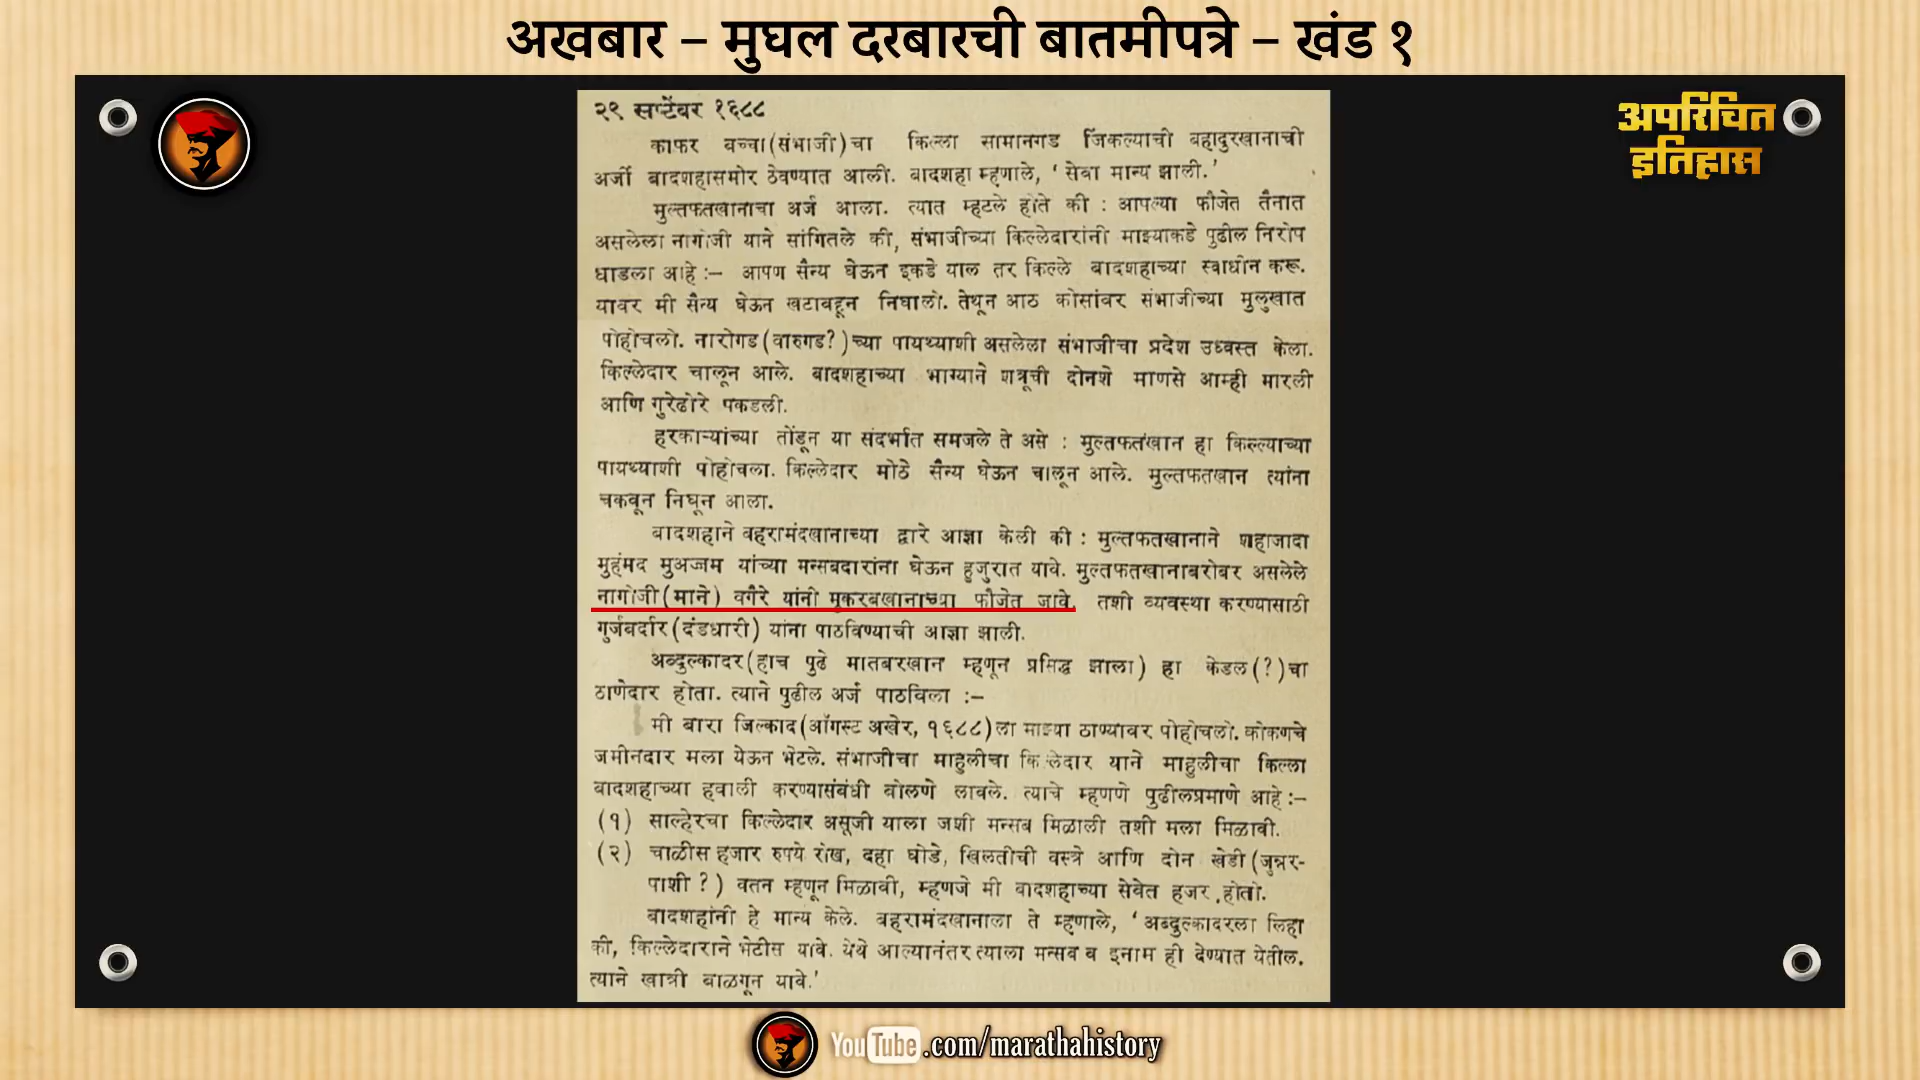 अखबार – मुघल दरबारची बातमीपत्रे – खंड १
अपरिचित
इतिहास
२९ सप्टेंबर १६८८
काफर बच्चा(संभाजी)चा किल्ला सामानगड जिंकल्याची बहादुरखानाची
अर्जी बादशहासमोर ठेवण्यात आली. बादशहा म्हणाले, ' सेवा मान्य झाली.'
मुल्तफतखानाचा अर्ज आला. त्यात म्हटले होते की : आपल्या फौजेत तैनात
असलेला नागोजी याने सांगितले की, संभाजीच्या किल्लेदारांनी माझ्याकडे पुढील निरोप
धाडला आहे :– आपण सैन्य घेऊन इकडे याल तर किल्ले बादशहाच्या स्वाधीन करू.
यावर मी सैन्य घेऊन खटावहून निघालो. तेथून आठ कोसांवर संभाजीच्या मुलुखात
पोहोचलो. नारोगड(वारुगड?)च्या पायथ्याशी असलेला संभाजीचा प्रदेश उध्वस्त केला.
किल्लेदार चालून आले. बादशहाच्या भाग्याने शत्रूची दोनशे माणसे आम्ही मारली
आणि गुरेढोरे पकडली.
हरकाऱ्यांच्या तोंडून या संदर्भात समजले ते असे : मुल्तफतखान हा किल्ल्याच्या
पायथ्याशी पोहोचला. किल्लेदार मोठे सैन्य घेऊन चालून आले. मुल्तफतखान त्यांना
चकवून निघून आला.
बादशहाने बहरामंदखानाच्या द्वारे आज्ञा केली की : मुल्तफतखानाने शहाजादा
मुहंमद मुअज्जम यांच्या मन्सबदारांना घेऊन हुजुरात यावे. मुल्तफतखानाबरोबर असलेले
नागोजी(माने) वगैरे यांनी मुकरबखानाच्या फौजेत जावे. तशी व्यवस्था करण्यासाठी
गुर्जबर्दार(दंडधारी) यांना पाठविण्याची आज्ञा झाली.
अब्दुल्कादर(हाच पुढे मातबरखान म्हणून प्रसिद्ध झाला) हा केडल(?)चा
ठाणेदार होता. त्याने पुढील अर्ज पाठविला :–
मी बारा जिल्काद(ऑगस्ट अखेर, १६८८)ला माझ्या ठाण्यावर पोहोचलो. कोकणचे
जमीनदार मला येऊन भेटले. संभाजीचा माहुलीचा किल्लेदार याने माहुलीचा किल्ला
बादशहाच्या हवाली करण्यासंबंधी बोलणे लावले. त्याचे म्हणणे पुढीलप्रमाणे आहे :–
(१) साल्हेरचा किल्लेदार असूजी याला जशी मन्सब मिळाली तशी मला मिळावी.
(२) चाळीस हजार रुपये रोख, दहा घोडे, खिलतीची वस्त्रे आणि दोन खेडी (जुन्नर-
पाशी ?) वतन म्हणून मिळावी, म्हणजे मी बादशहाच्या सेवेत हजर होतो.
बादशहांनी हे मान्य केले. बहरामंदखानाला ते म्हणाले, ' अब्दुल्कादरला लिहा
की, किल्लेदाराने भेटीस यावे. येथे आल्यानंतर त्याला मन्सब व इनाम ही देण्यात येतील.
त्याने खात्री बाळगून यावे.'
YouTube.com/marathahistory